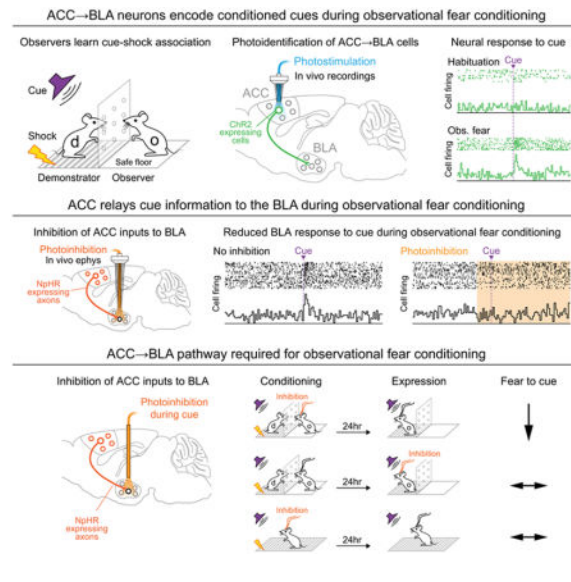 ACC→BLA neurons encode conditioned cues during observational fear conditioning
Observers learn cue-shock association
Cue
Shock
d
o
Safe floor
Demonstrator
Observer
Photoidentification of ACC→BLA cells
Photostimulation
In vivo recordings
ACC
ChR2
expressing
cells
BLA
Neural response to cue
Habituation
Cue
Cell firing
Obs. fear
Cell firing
ACC relays cue information to the BLA during observational fear conditioning
Inhibition of ACC inputs to BLA
Photoinhibition
In vivo ephys
NpHR
expressing
axons
Reduced BLA response to cue during observational fear conditioning
No inhibition
Cue
Cell firing
Photoinhibition
Cue
Cell firing
ACC→BLA pathway required for observational fear conditioning
Inhibition of ACC inputs to BLA
Photoinhibition
during cue
NpHR
expressing
axons
Conditioning
Expression
Fear to cue
Inhibition
24hr
Inhibition
24hr
Inhibition
24hr